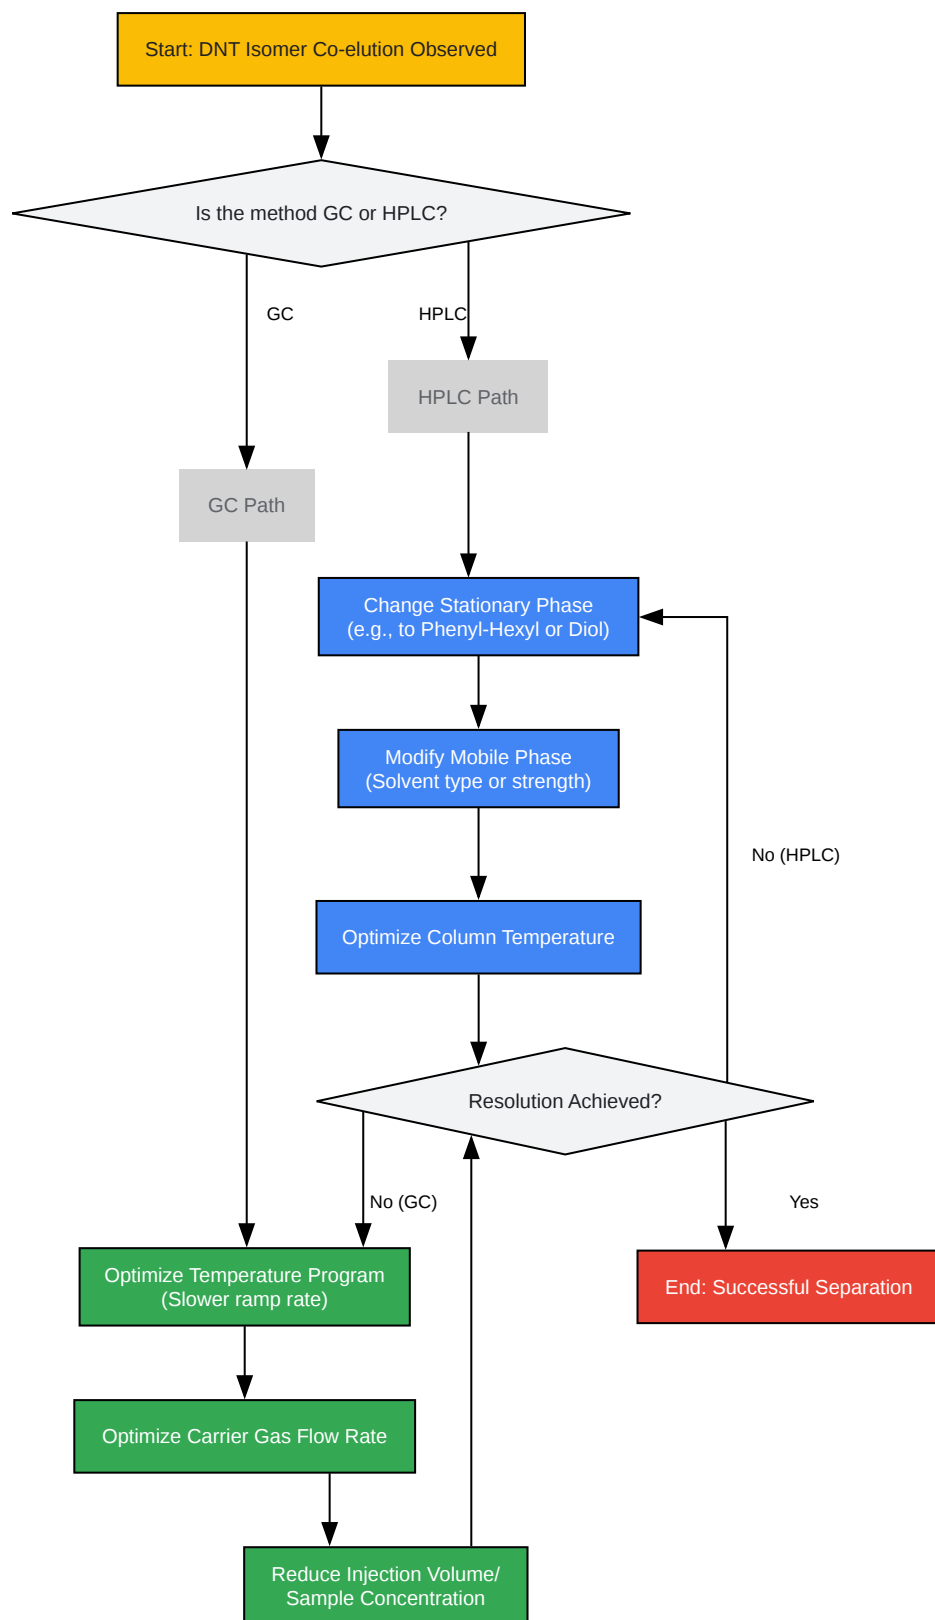 Start: DNT Isomer Co-elution Observed
Is the method GC or HPLC?
GC
HPLC
HPLC Path
GC Path
Change Stationary Phase
(e.g., to Phenyl-Hexyl or Diol)
Modify Mobile Phase
(Solvent type or strength)
No (HPLC)
Optimize Column Temperature
Resolution Achieved?
No (GC)
Yes
Optimize Temperature Program
(Slower ramp rate)
End: Successful Separation
Optimize Carrier Gas Flow Rate
Reduce Injection Volume/
Sample Concentration